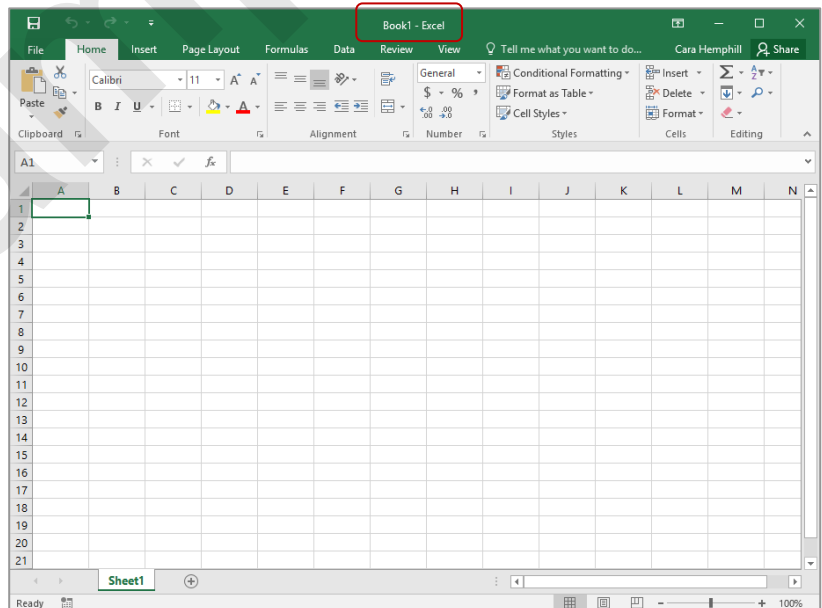 Book1 - Excel
File Home Insert Page Layout Formulas Data Review View Tell me what you want to do... Cara Hemphill Share
Calibri 11 A A General Conditional Formatting Insert
Paste B I U A $ % , Format as Table Delete
Cell Styles Format
Clipboard Font Alignment Number Styles Cells Editing
A1 fx
A B C D E F G H I J K L M N
1
2
3
4
5
6
7
8
9
10
11
12
13
14
15
16
17
18
19
20
21
Sheet1
Ready 100%